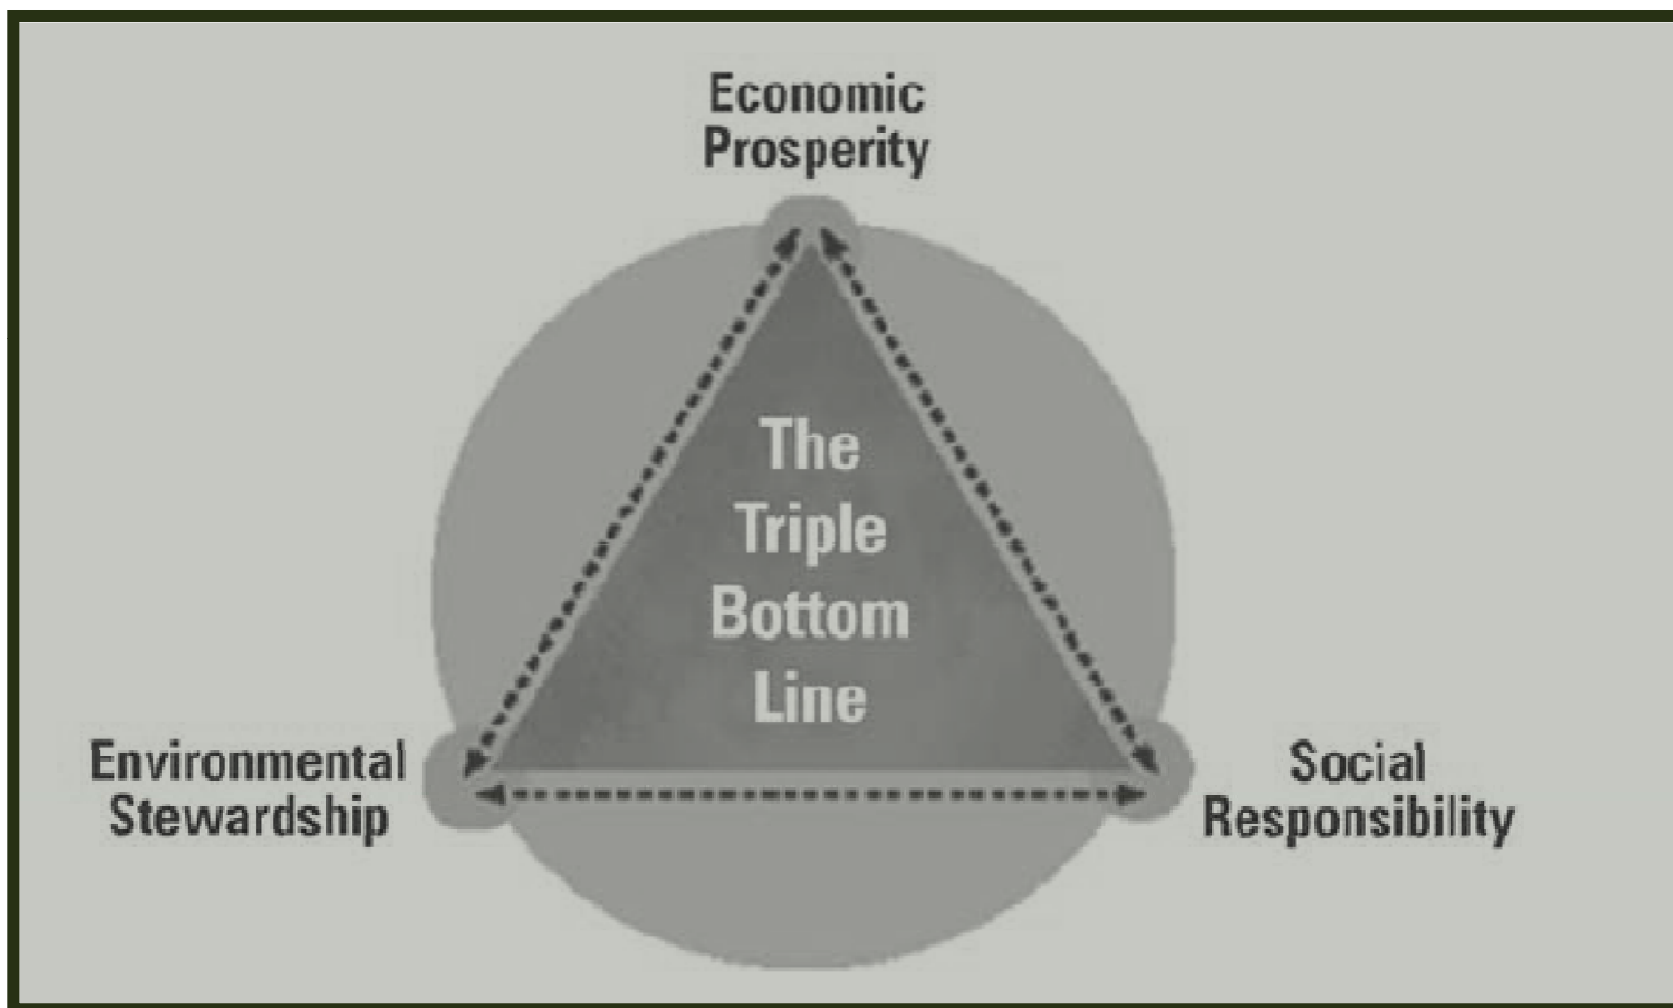 Economic
Prosperity
The
Triple
Bottom
Line
Environmental
Stewardship
Social
Responsibility